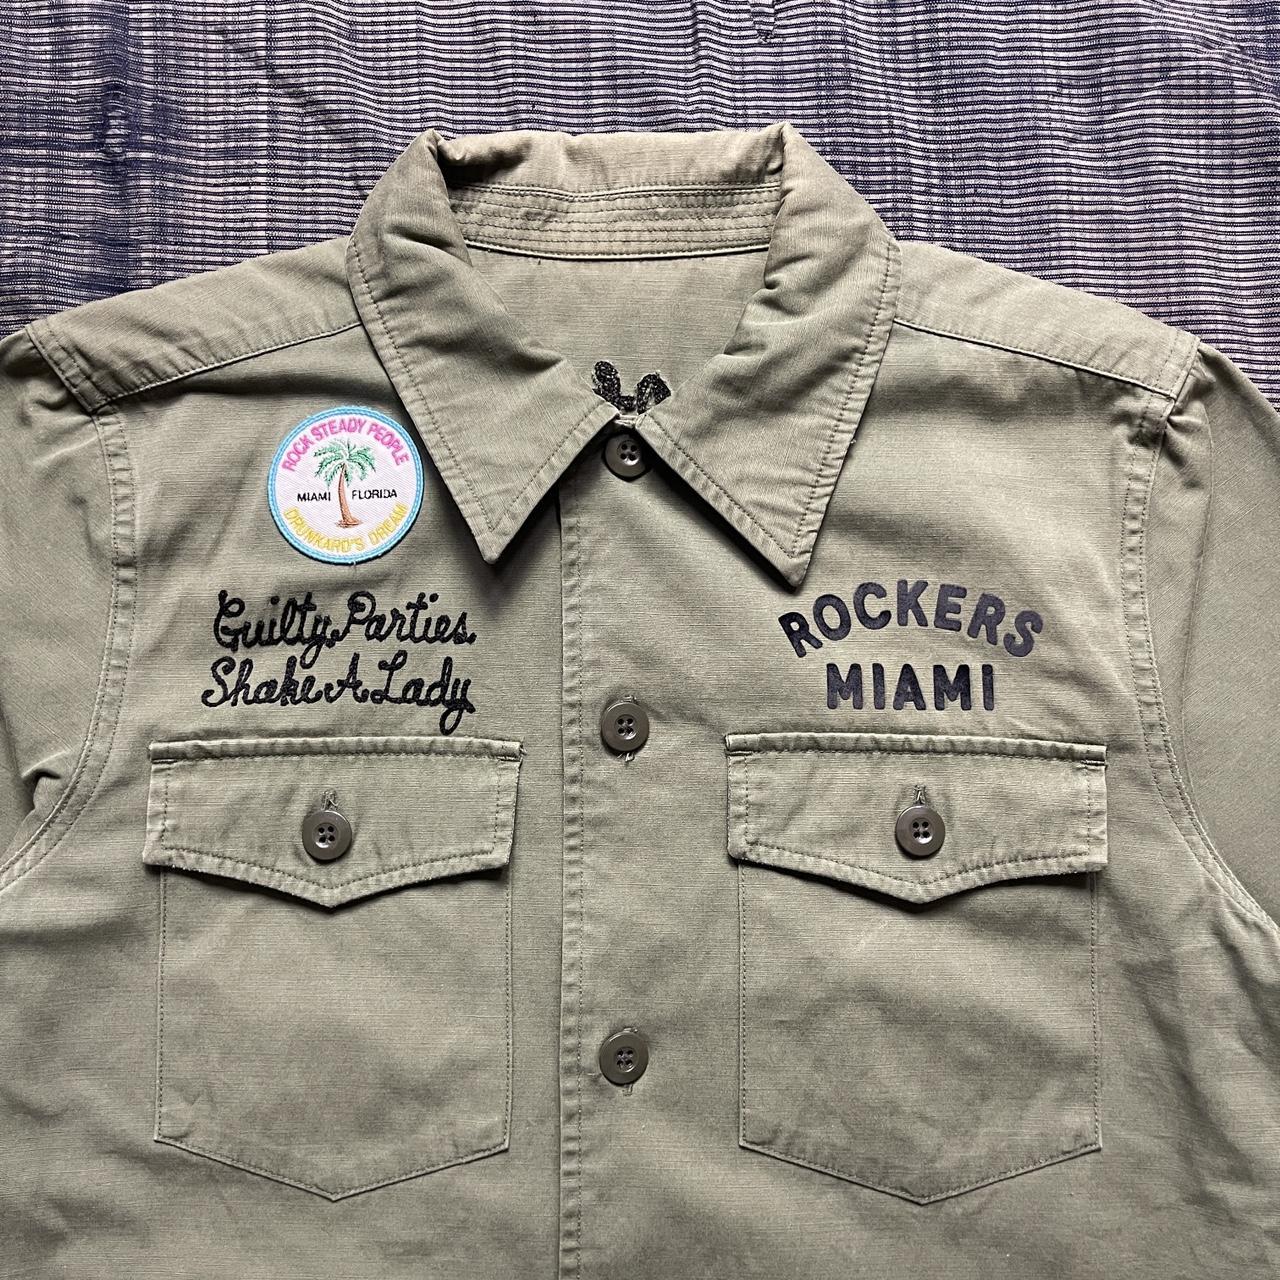 ROCK STEADY PEOPLE
MIAMI FLORIDA
DRUNKARD'S DREAM
Guilty Parties
Shake A Lady
ROCKERS
MIAMI